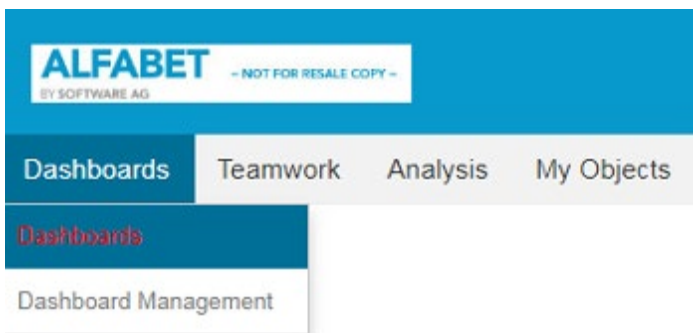 ALFABET – NOT FOR RESALE COPY –
BY SOFTWARE AG
Dashboards Teamwork Analysis My Objects
Dashboards
Dashboard Management